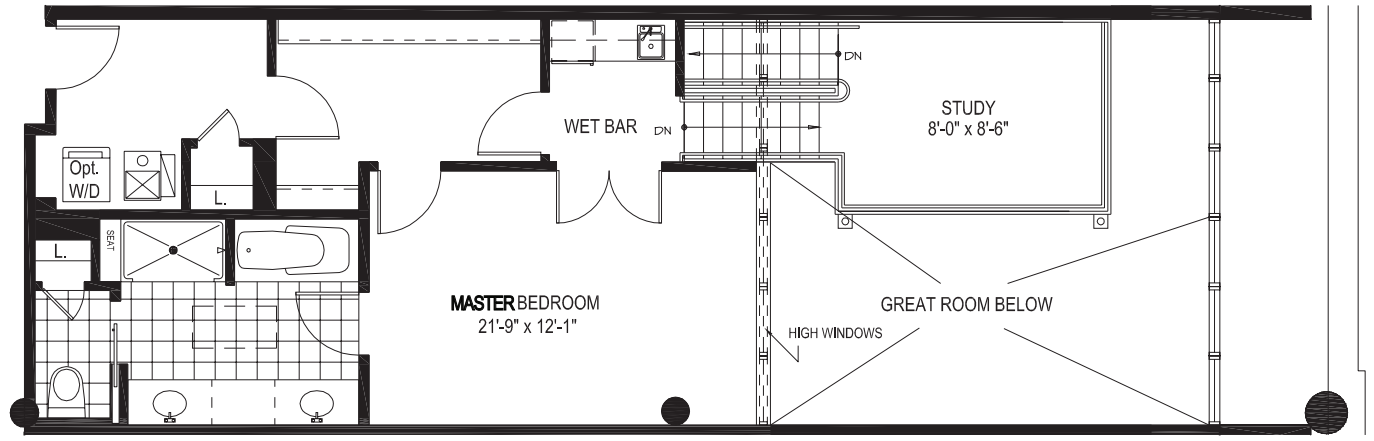 DN
STUDY
8'-0" x 8'-6"
WET BAR
DN
Opt.
W/D
L.
SEAT
L.
MASTER BEDROOM
21'-9" x 12'-1"
GREAT ROOM BELOW
HIGH WINDOWS